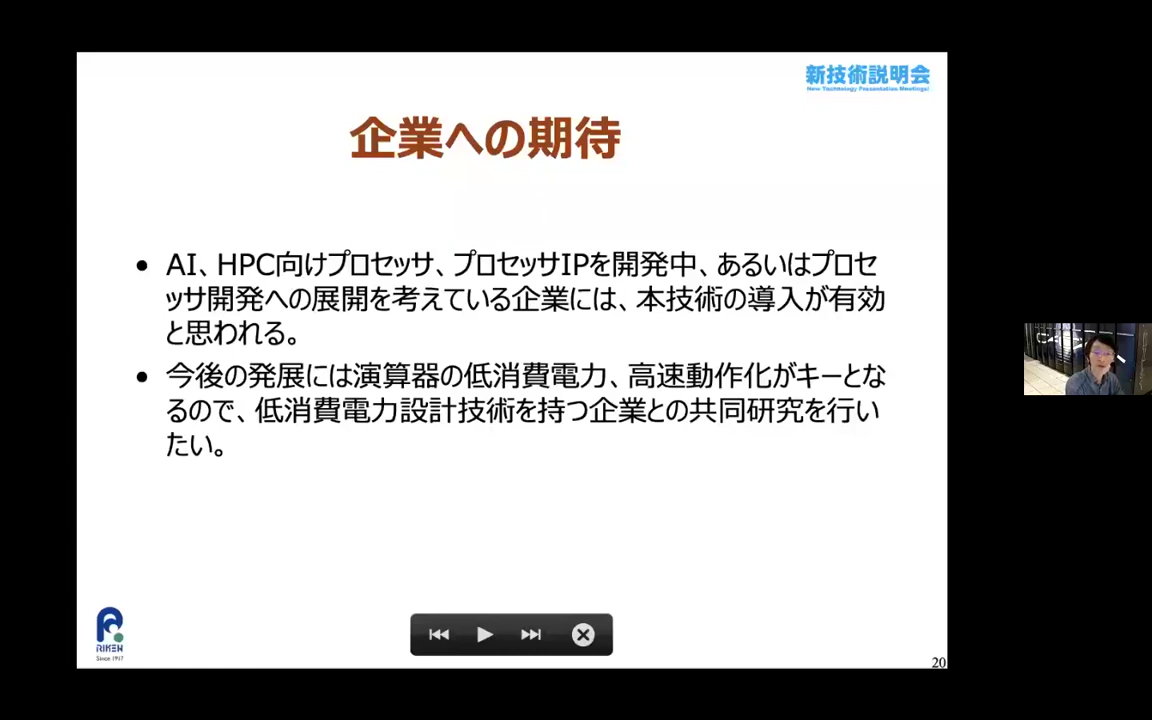 新技術説明会
New Technology Presentation Meetings!
企業への期待
• AI、HPC向けプロセッサ、プロセッサIPを開発中、あるいはプロセ
ッサ開発への展開を考えている企業には、本技術の導入が有効
と思われる。
• 今後の発展には演算器の低消費電力、高速動作化がキーとな
るので、低消費電力設計技術を持つ企業との共同研究を行い
たい。
RIKEN
Since 1917
20